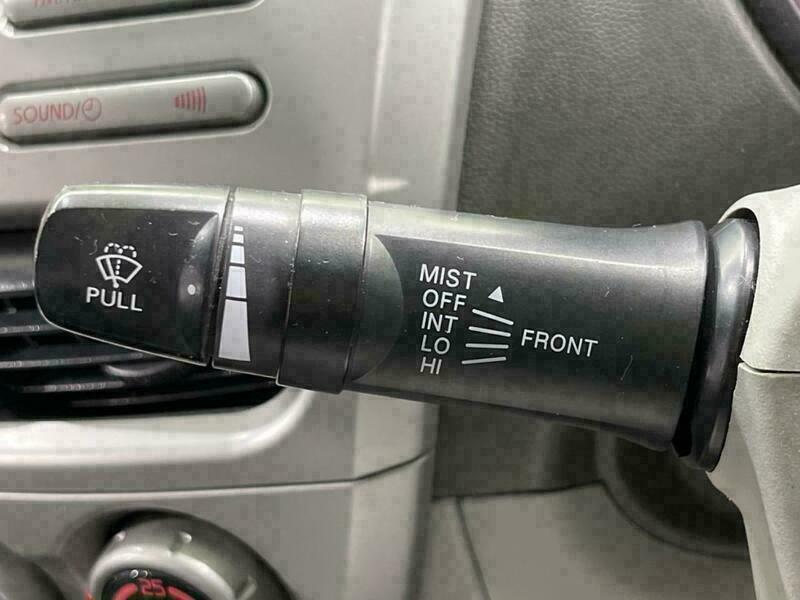 SOUND/
PULL
MIST
OFF
INT
LO
HI
FRONT
25